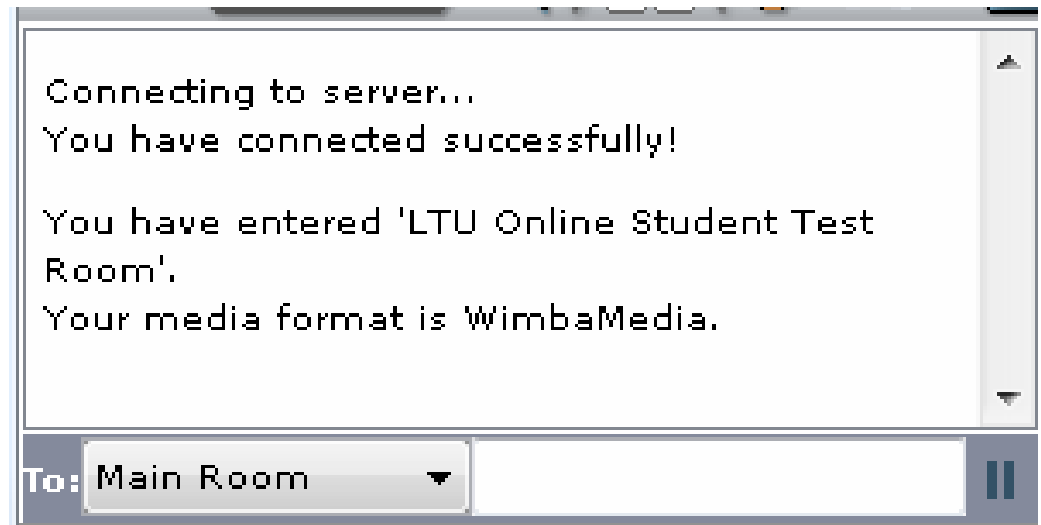 Connecting to server...
You have connected successfully!
You have entered 'LTU Online Student Test
Room'.
Your media format is WimbaMedia.
To: Main Room